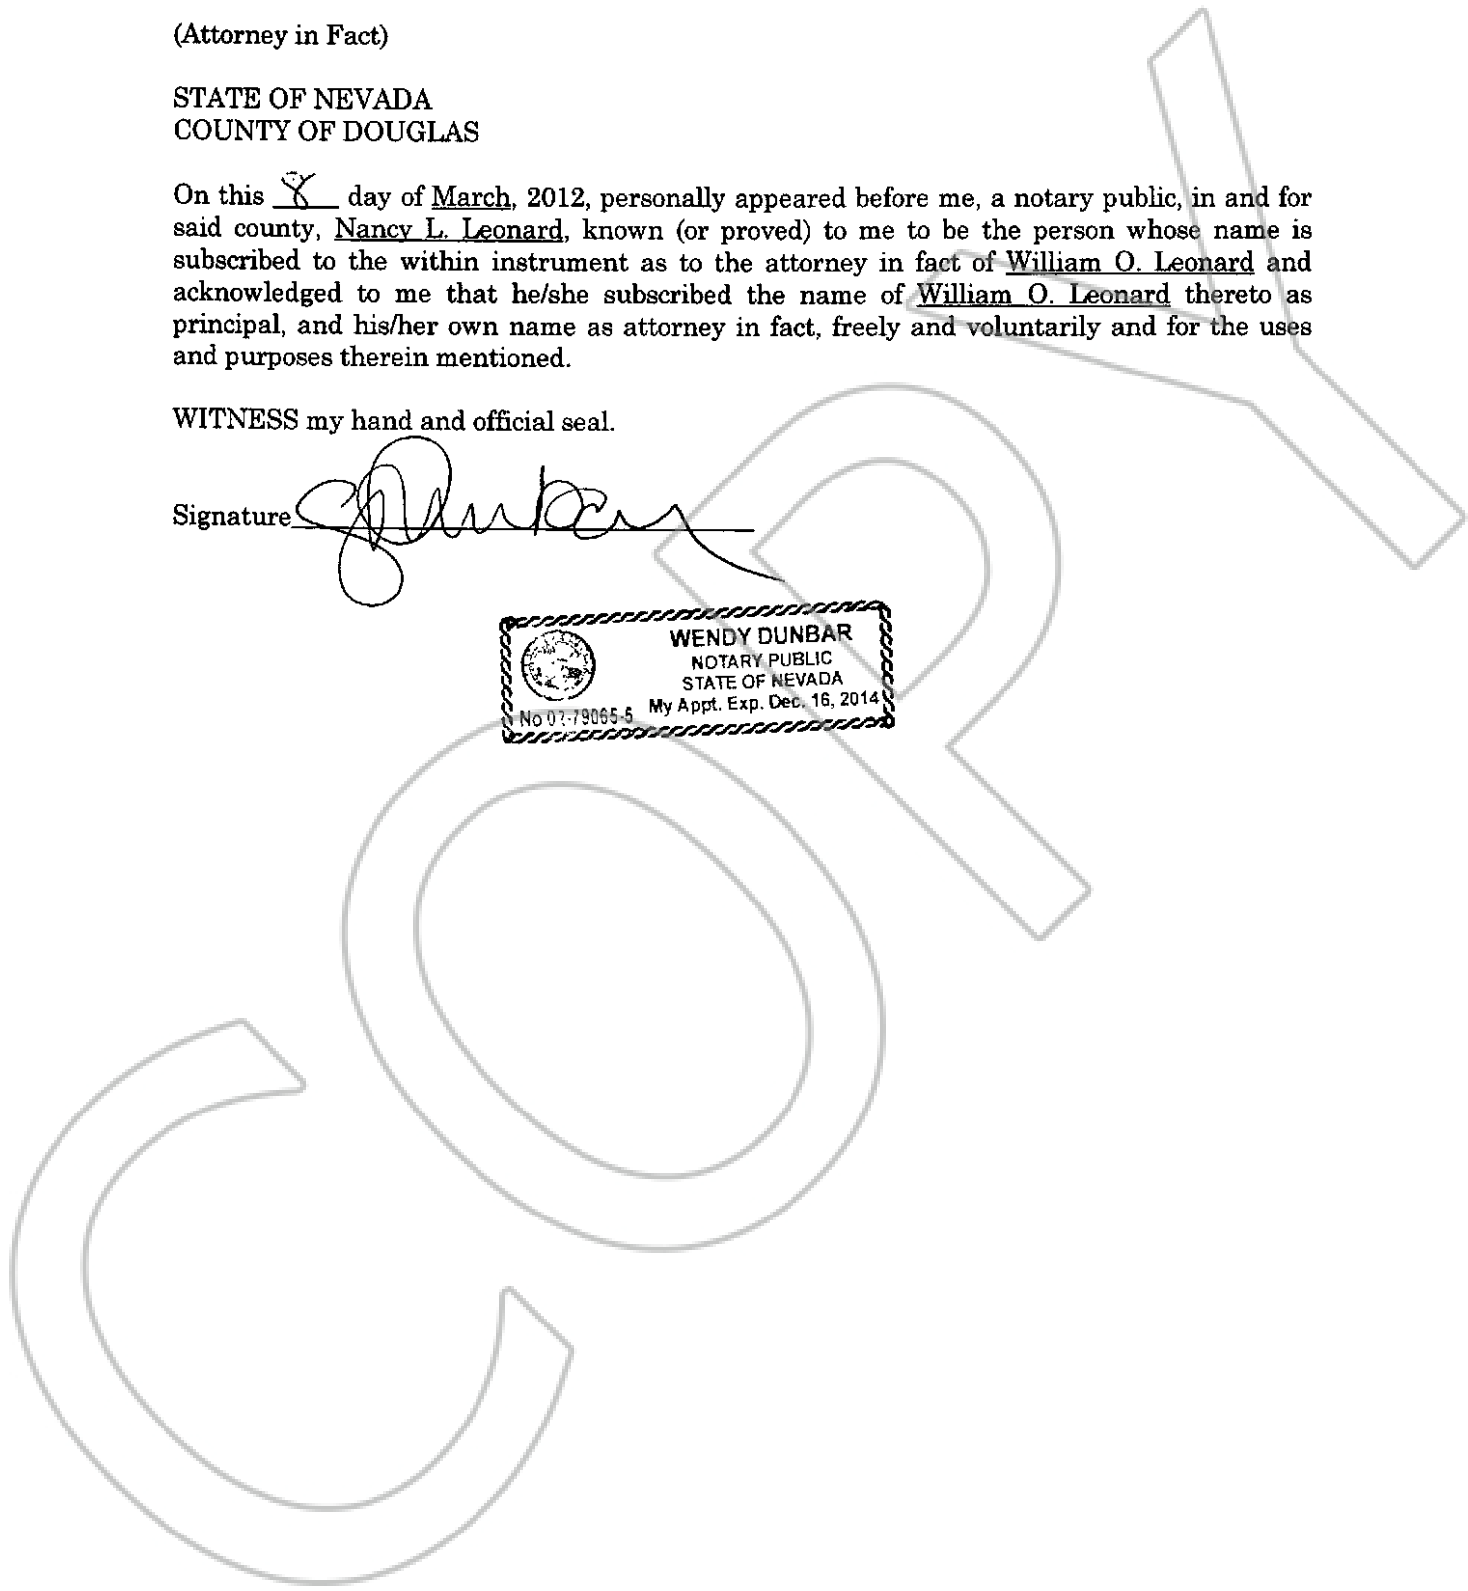 (Attorney in Fact)
STATE OF NEVADA
COUNTY OF DOUGLAS
On this 8 day of March, 2012, personally appeared before me, a notary public, in and for
said county, Nancy L. Leonard, known (or proved) to me to be the person whose name is
subscribed to the within instrument as to the attorney in fact of William O. Leonard and
acknowledged to me that he/she subscribed the name of William O. Leonard thereto as
principal, and his/her own name as attorney in fact, freely and voluntarily and for the uses
and purposes therein mentioned.
WITNESS my hand and official seal.
Signature
WENDY DUNBAR
NOTARY PUBLIC
STATE OF NEVADA
My Appt. Exp. Dec. 16, 2014
No
COPY